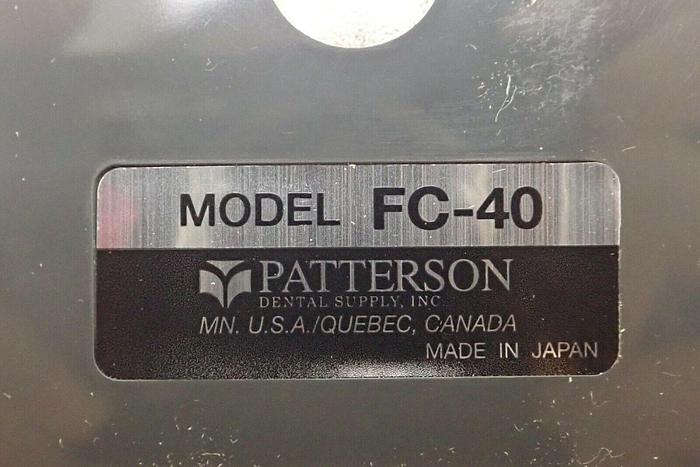 MODEL FC-40
PATTERSON
DENTAL SUPPLY, INC
MN. U.S.A./QUEBEC, CANADA
MADE IN JAPAN